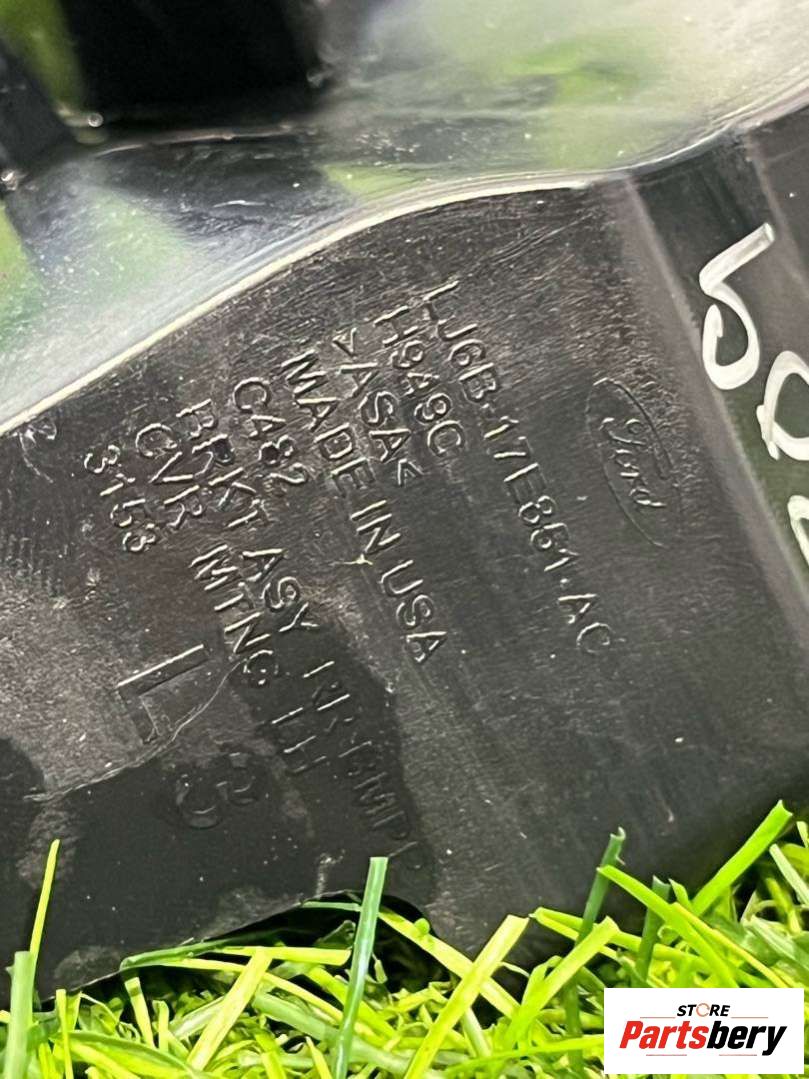 LJ6B-17E851-AC
H949C
>ASA<
MADE IN USA
C482
BRKT ASY RR BMPR
CVR MTNG LH
3153
L 3
Ford
STORE
Partsbery